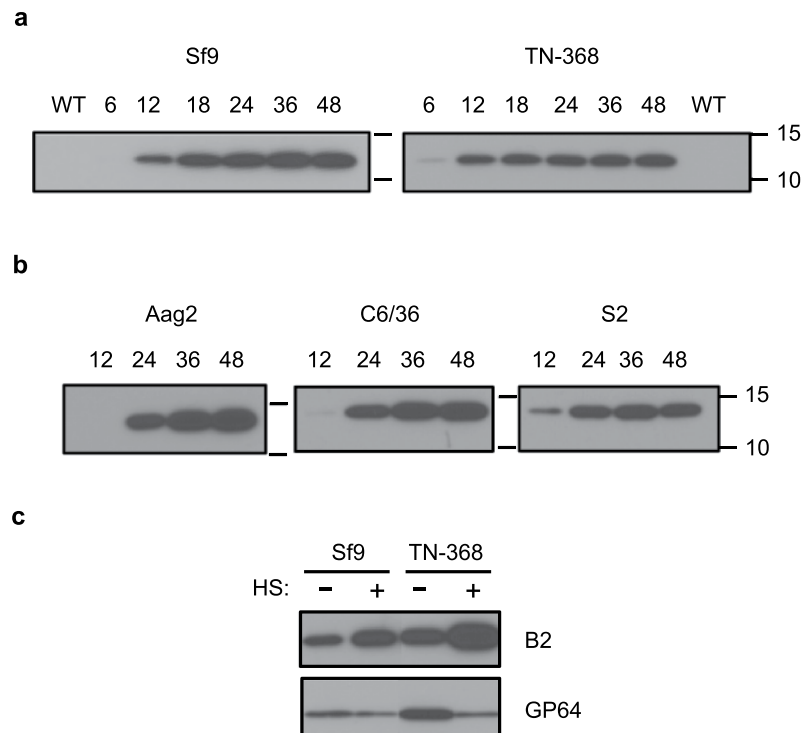 a
Sf9 TN-368
WT 6 12 18 24 36 48 6 12 18 24 36 48 WT
15
10
b
Aag2 C6/36 S2
12 24 36 48 12 24 36 48 12 24 36 48
15
10
c
Sf9 TN-368
HS: - + - +
B2
GP64